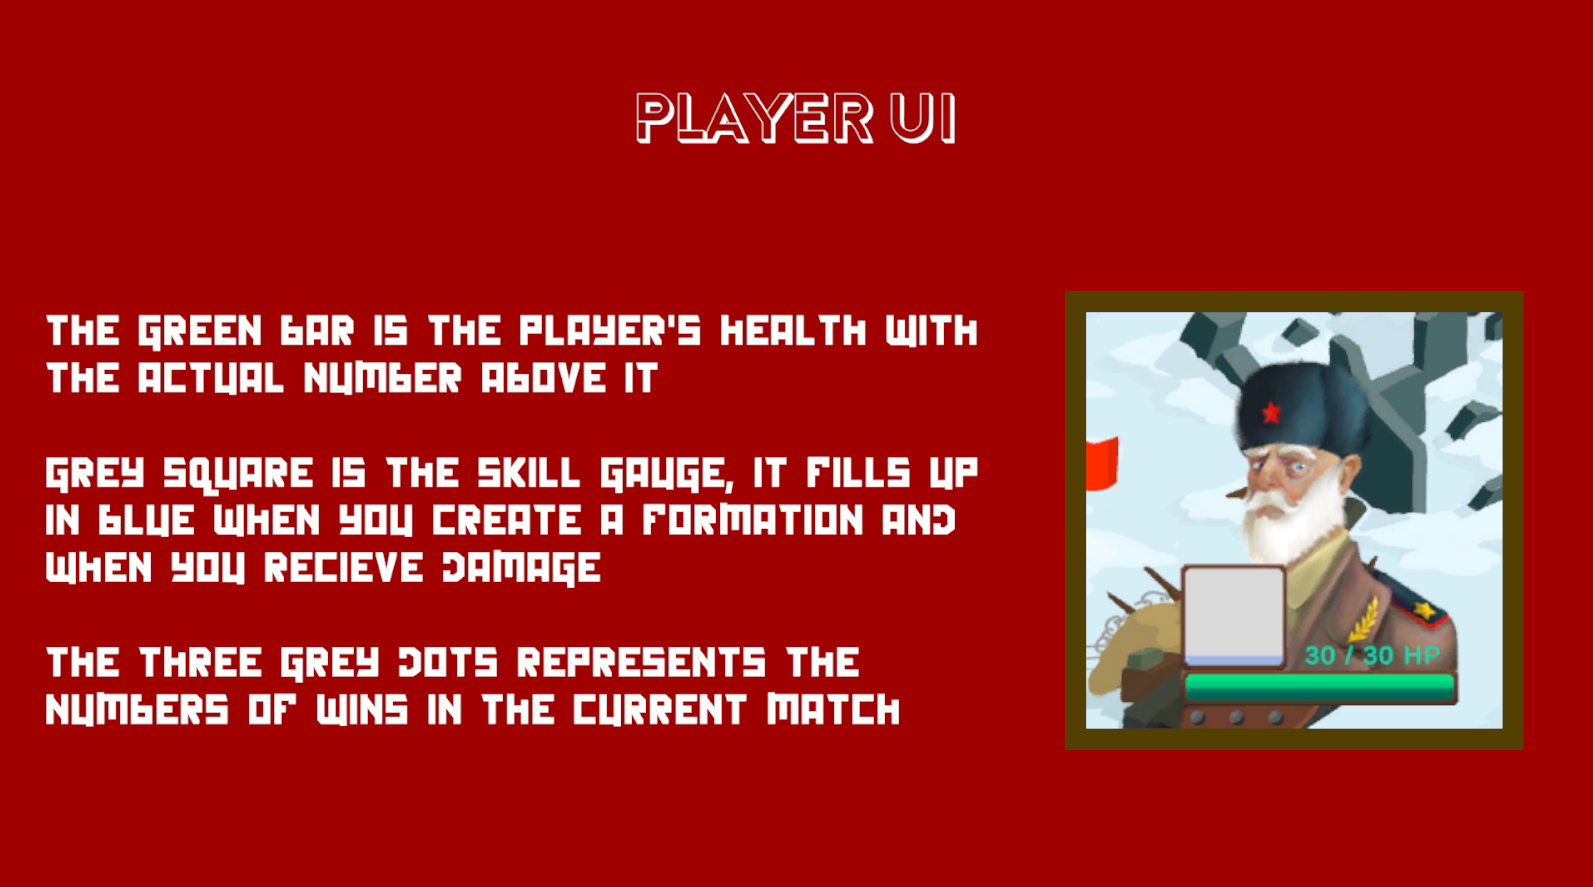 PLAYER UI
THE GREEN BAR IS THE PLAYER'S HEALTH WITH
THE ACTUAL NUMBER ABOVE IT
GREY SQUARE IS THE SKILL GAUGE, IT FILLS UP
IN BLUE WHEN YOU CREATE A FORMATION AND
WHEN YOU RECIEVE DAMAGE
THE THREE GREY DOTS REPRESENTS THE
NUMBERS OF WINS IN THE CURRENT MATCH
30 / 30 HP